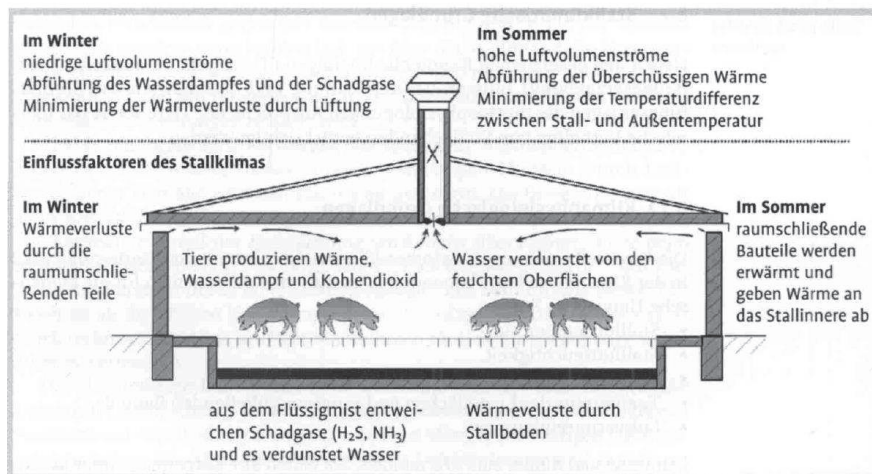 Im Winter
niedrige Luftvolumenströme
Abführung des Wasserdampfes und der Schadgase
Minimierung der Wärmeverluste durch Lüftung
Im Sommer
hohe Luftvolumenströme
Abführung der Überschüssigen Wärme
Minimierung der Temperaturdifferenz
zwischen Stall- und Außentemperatur
Einflussfaktoren des Stallklimas
Im Winter
Wärmeverluste
durch die
raumumschlie-
ßenden Teile
Tiere produzieren Wärme,
Wasserdampf und Kohlendioxid
Wasser verdunstet von den
feuchten Oberflächen
Im Sommer
raumschließende
Bauteile werden
erwärmt und
geben Wärme an
das Stallinnere ab
aus dem Flüssigmist entwei-
chen Schadgase (H₂S, NH₃)
und es verdunstet Wasser
Wärmeveluste durch
Stallboden